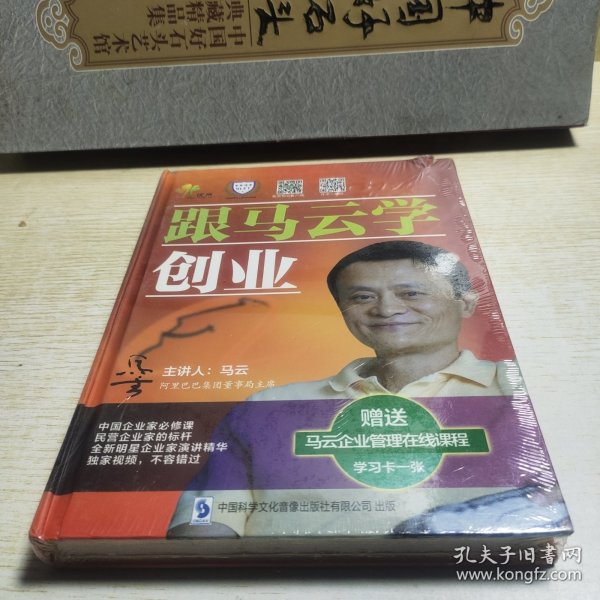 中国好石头
中国好石头艺术馆
典藏精品集
跟马云学
创业
主讲人：马云
阿里巴巴集团董事局主席
中国企业家必修课
民营企业家的标杆
全新明星企业家演讲精华
独家视频，不容错过
赠送
马云企业管理在线课程
学习卡一张
中国科学文化音像出版社有限公司 出版
孔夫子旧书网
www.kongfz.com